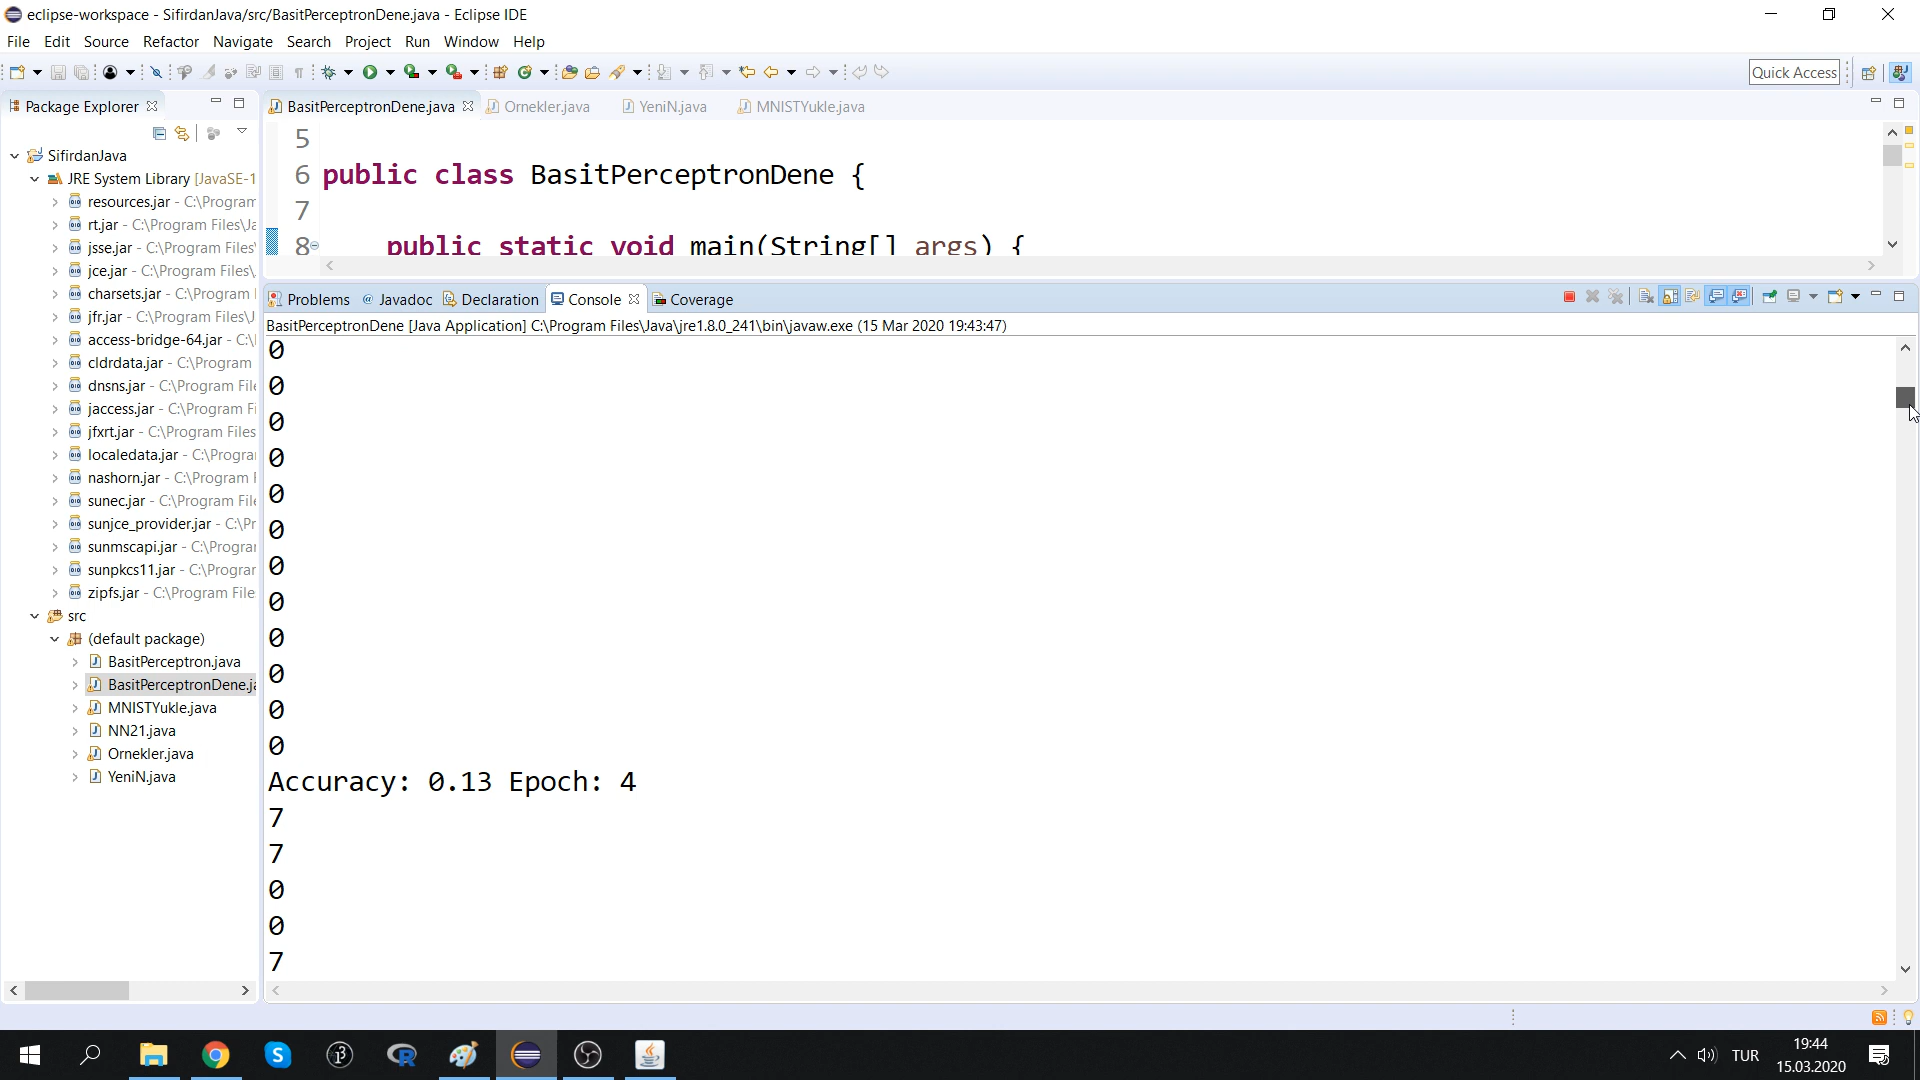 eclipse-workspace - SifirdanJava/src/BasitPerceptronDene.java - Eclipse IDE
File Edit Source Refactor Navigate Search Project Run Window Help
Quick Access
Package Explorer
BasitPerceptronDene.java Ornekler.java YeniN.java MNISTYukle.java
SifirdanJava
JRE System Library [JavaSE-1
resources.jar - C:\Program
rt.jar - C:\Program Files\Ja
jsse.jar - C:\Program Files\
jce.jar - C:\Program Files\
charsets.jar - C:\Program
jfr.jar - C:\Program Files\J
access-bridge-64.jar - C:\
cldrdata.jar - C:\Program
dnsns.jar - C:\Program File
jaccess.jar - C:\Program F
jfxrt.jar - C:\Program Files
localedata.jar - C:\Progra
nashorn.jar - C:\Program
sunec.jar - C:\Program File
sunjce_provider.jar - C:\Pr
sunmscapi.jar - C:\Progra
sunpkcs11.jar - C:\Progra
zipfs.jar - C:\Program File
src
(default package)
BasitPerceptron.java
BasitPerceptronDene.ja
MNISTYukle.java
NN21.java
Ornekler.java
YeniN.java
5
6 public class BasitPerceptronDene {
7
8 public static void main(String[] args) {
Problems @ Javadoc Declaration Console Coverage
BasitPerceptronDene [Java Application] C:\Program Files\Java\jre1.8.0_241\bin\javaw.exe (15 Mar 2020 19:43:47)
0
0
0
0
0
0
0
0
0
0
0
0
Accuracy: 0.13 Epoch: 4
7
7
0
0
7
TUR
19:44
15.03.2020